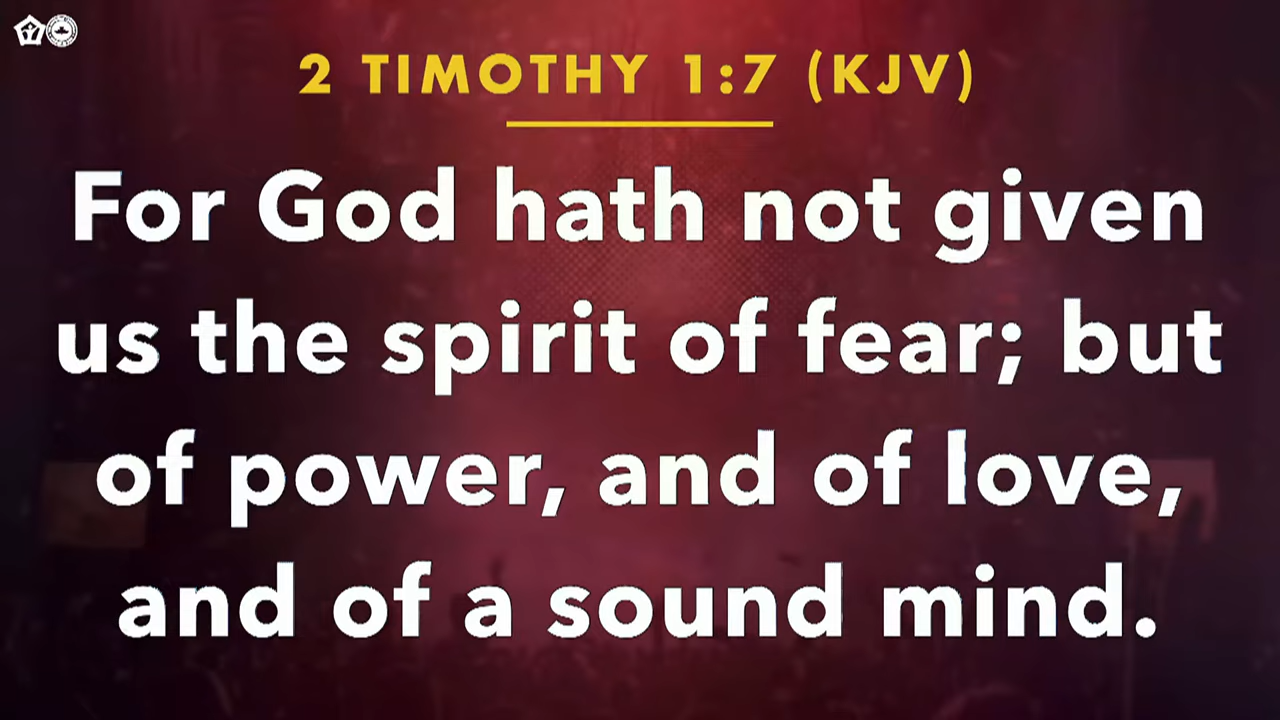 2 TIMOTHY 1:7 (KJV)
For God hath not given
us the spirit of fear; but
of power, and of love,
and of a sound mind.